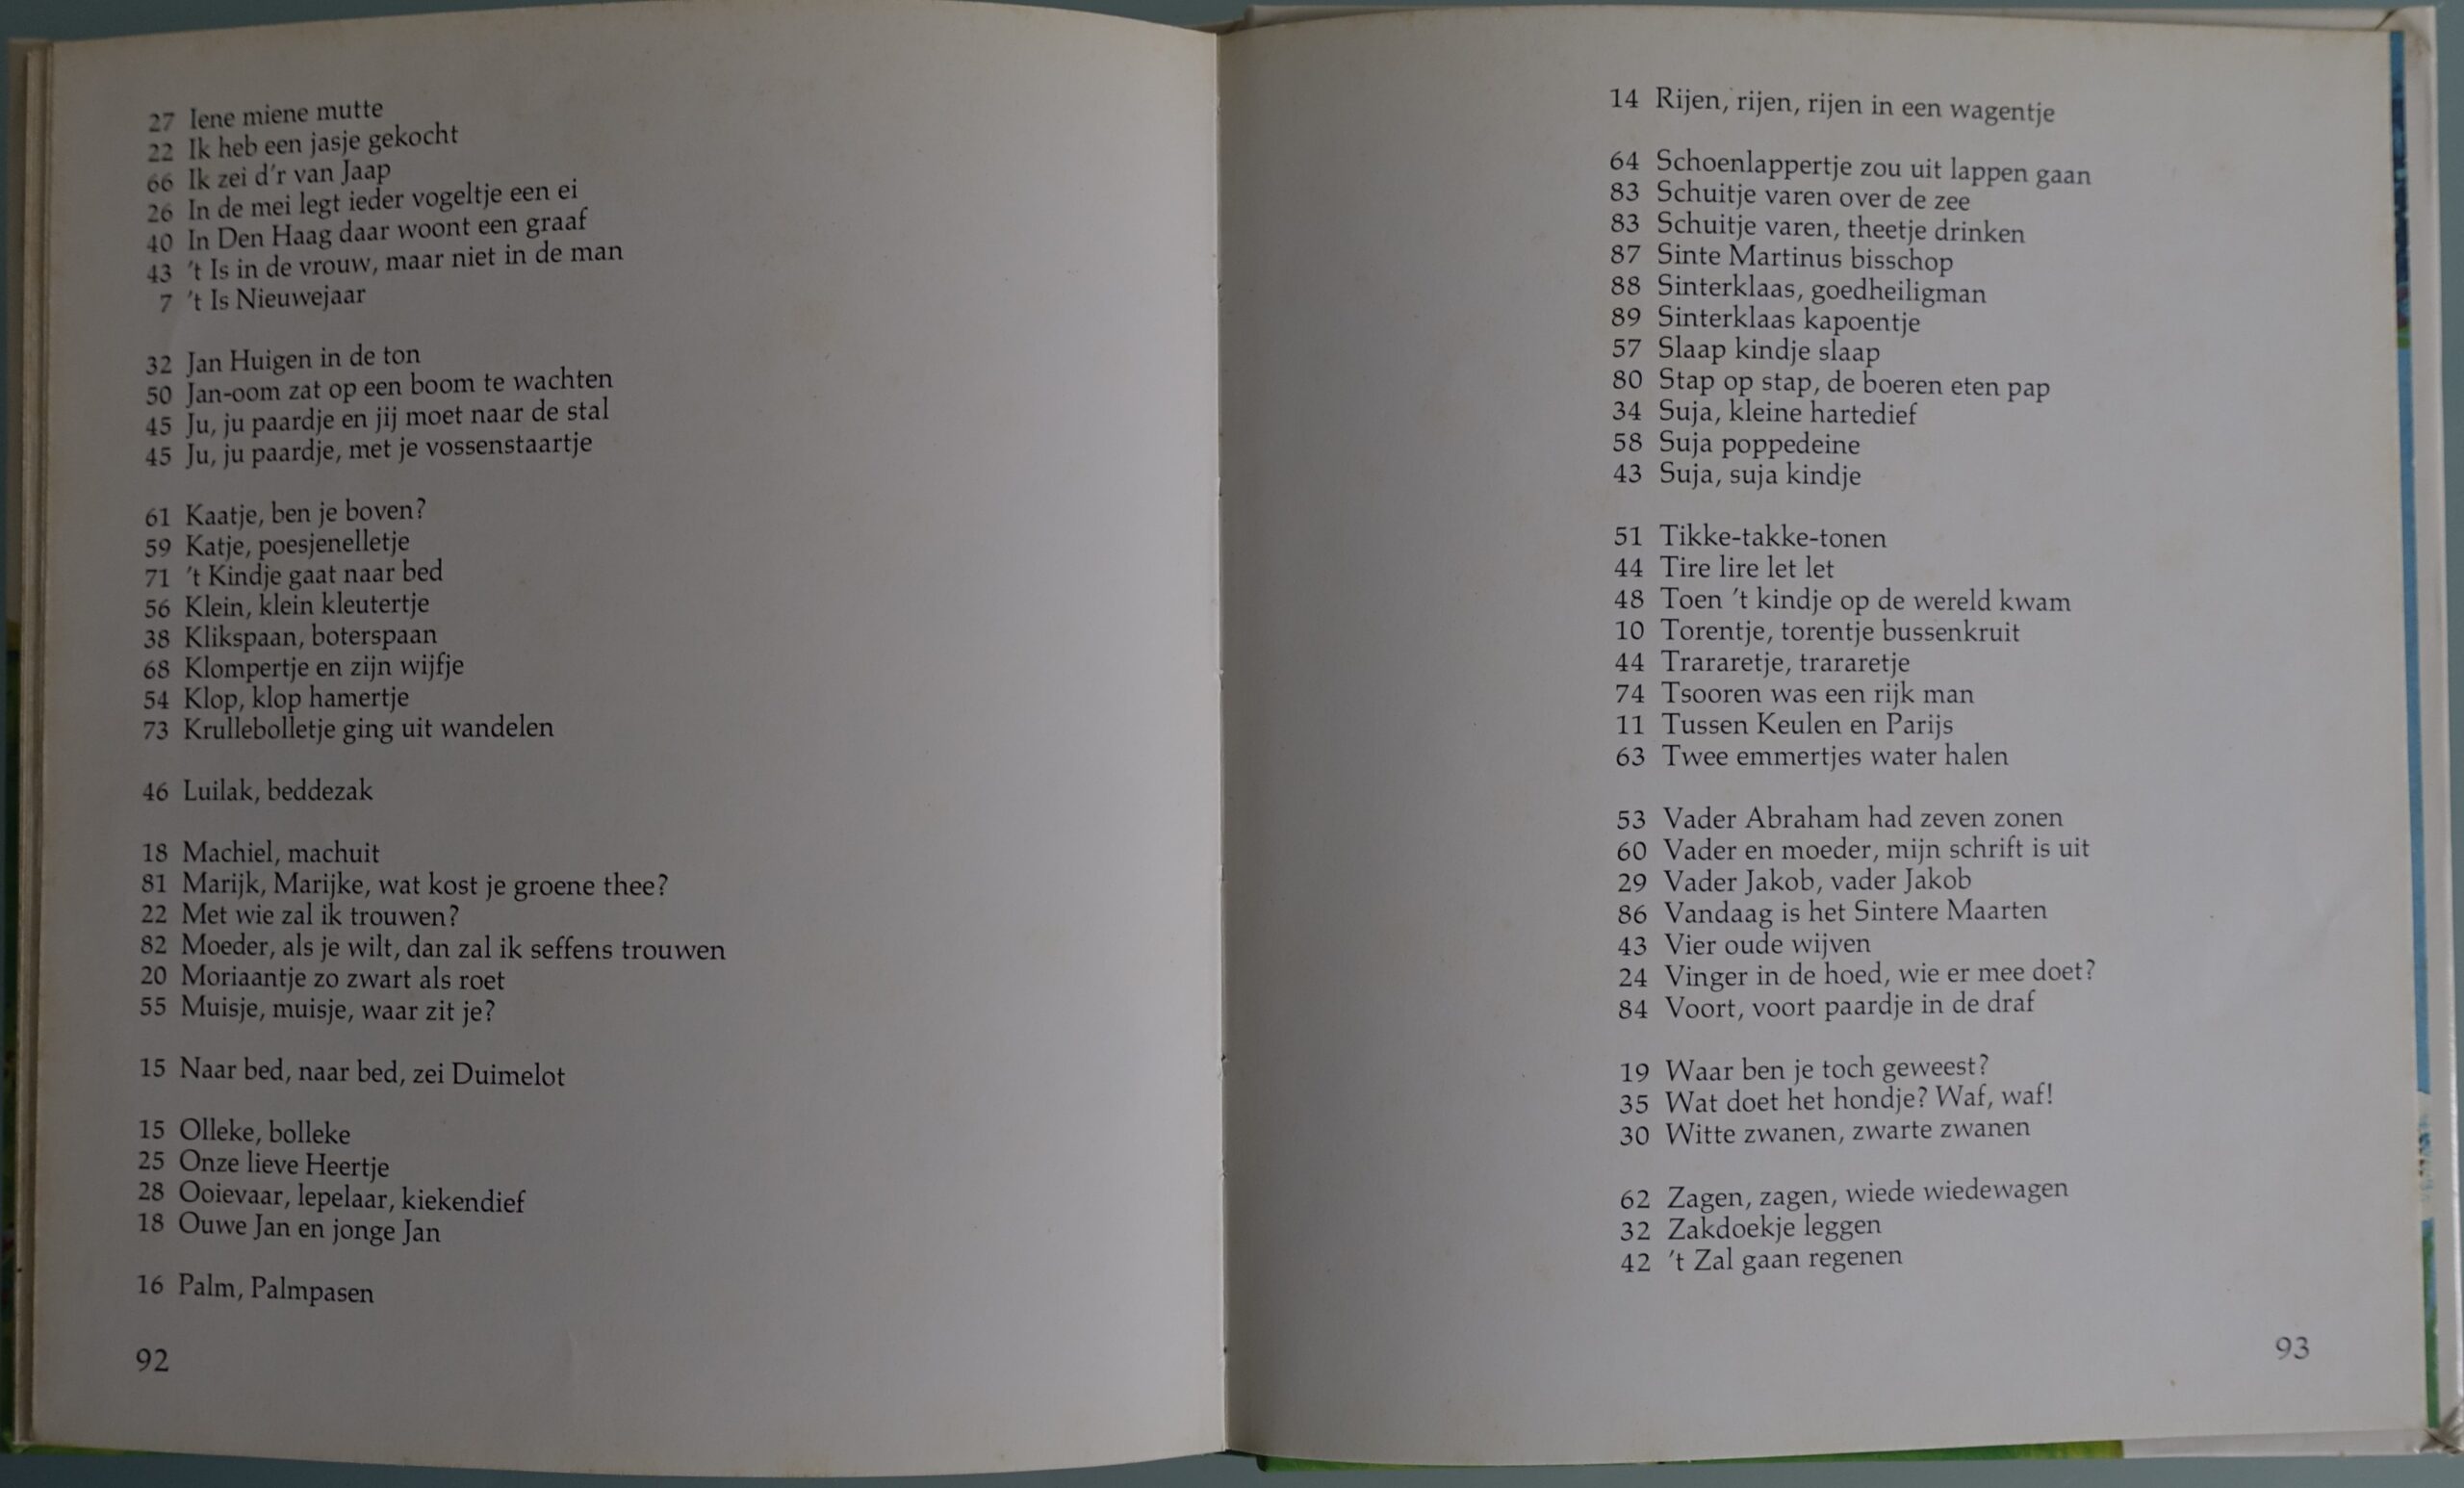 27 Iene miene mutte
22 Ik heb een jasje gekocht
66 Ik zei d'r van Jaap
26 In de mei legt ieder vogeltje een ei
40 In Den Haag daar woont een graaf
43 't Is in de vrouw, maar niet in de man
7 't Is Nieuwejaar
32 Jan Huigen in de ton
50 Jan-oom zat op een boom te wachten
45 Ju, ju paardje en jij moet naar de stal
45 Ju, ju paardje, met je vossenstaartje
61 Kaatje, ben je boven?
59 Katje, poesjenelletje
71 't Kindje gaat naar bed
56 Klein, klein kleutertje
38 Klikspaan, boterspaan
68 Klompertje en zijn wijfje
54 Klop, klop hamertje
73 Krullebolletje ging uit wandelen
46 Luilak, beddezak
18 Machiel, machuit
81 Marijk, Marijke, wat kost je groene thee?
22 Met wie zal ik trouwen?
82 Moeder, als je wilt, dan zal ik seffens trouwen
20 Moriaantje zo zwart als roet
55 Muisje, muisje, waar zit je?
15 Naar bed, naar bed, zei Duimelot
15 Olleke, bolleke
25 Onze lieve Heertje
28 Ooievaar, lepelaar, kiekendief
18 Ouwe Jan en jonge Jan
16 Palm, Palmpasen
92
14 Rijen, rijen, rijen in een wagentje
64 Schoenlappertje zou uit lappen gaan
83 Schuitje varen over de zee
83 Schuitje varen, theetje drinken
87 Sinte Martinus bisschop
88 Sinterklaas, goedheiligman
89 Sinterklaas kapoentje
57 Slaap kindje slaap
80 Stap op stap, de boeren eten pap
34 Suja, kleine hartedief
58 Suja poppedeine
43 Suja, suja kindje
51 Tikke-takke-tonen
44 Tire lire let let
48 Toen 't kindje op de wereld kwam
10 Torentje, torentje bussenkruit
44 Trararetje, trararetje
74 Tsooren was een rijk man
11 Tussen Keulen en Parijs
63 Twee emmertjes water halen
53 Vader Abraham had zeven zonen
60 Vader en moeder, mijn schrift is uit
29 Vader Jakob, vader Jakob
86 Vandaag is het Sintere Maarten
43 Vier oude wijven
24 Vinger in de hoed, wie er mee doet?
84 Voort, voort paardje in de draf
19 Waar ben je toch geweest?
35 Wat doet het hondje? Waf, waf!
30 Witte zwanen, zwarte zwanen
62 Zagen, zagen, wiede wiedewagen
32 Zakdoekje leggen
42 't Zal gaan regenen
93